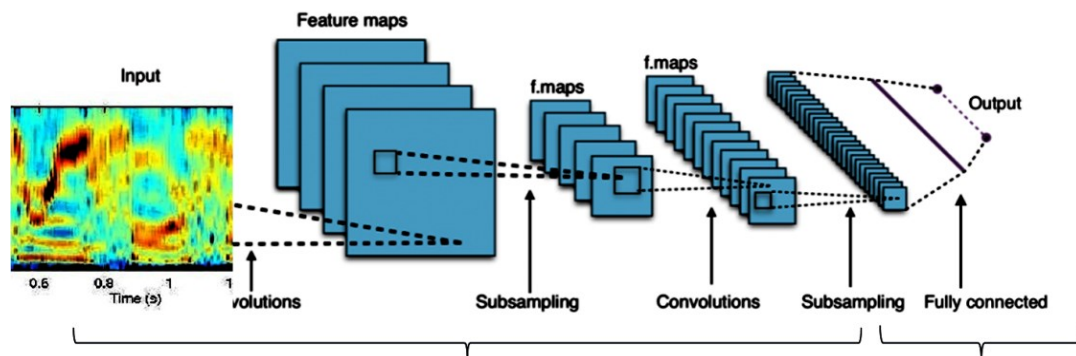 Feature maps
Input
f.maps
f.maps
Output
0.6 0.8 1 1
Time (s)
volutions
Subsampling
Convolutions
Subsampling
Fully connected